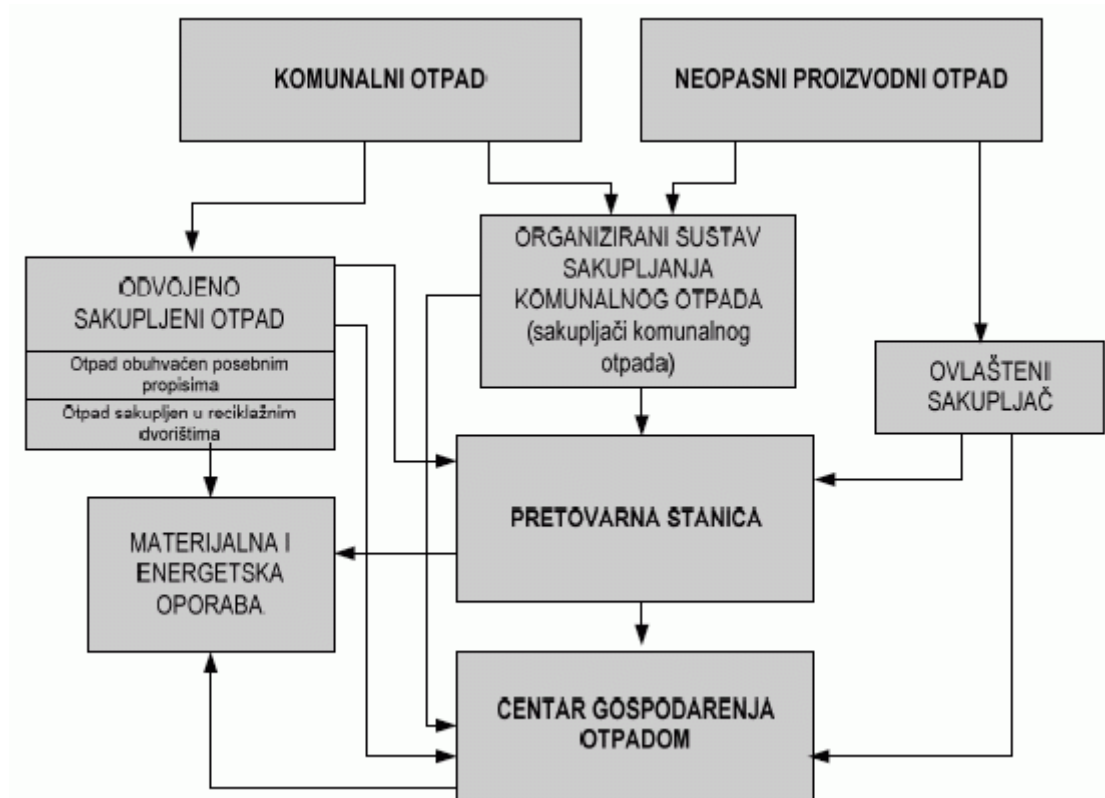 KOMUNALNI OTPAD
NEOPASNI PROIZVODNI OTPAD
ORGANIZIRANI SUSTAV
SAKUPLJANJA
KOMUNALNOG OTPADA
(sakupljači komunalnog
otpada)
ODVOJENO
SAKUPLJENI OTPAD
Otpad obuhvaćen posebnim
propisima
Otpad sakupljen u reciklažnim
dvorištima
OVLAŠTENI
SAKUPLJAČ
PRETOVARNA STANICA
MATERIJALNA I
ENERGETSKA
OPORABA
CENTAR GOSPODARENJA
OTPADOM